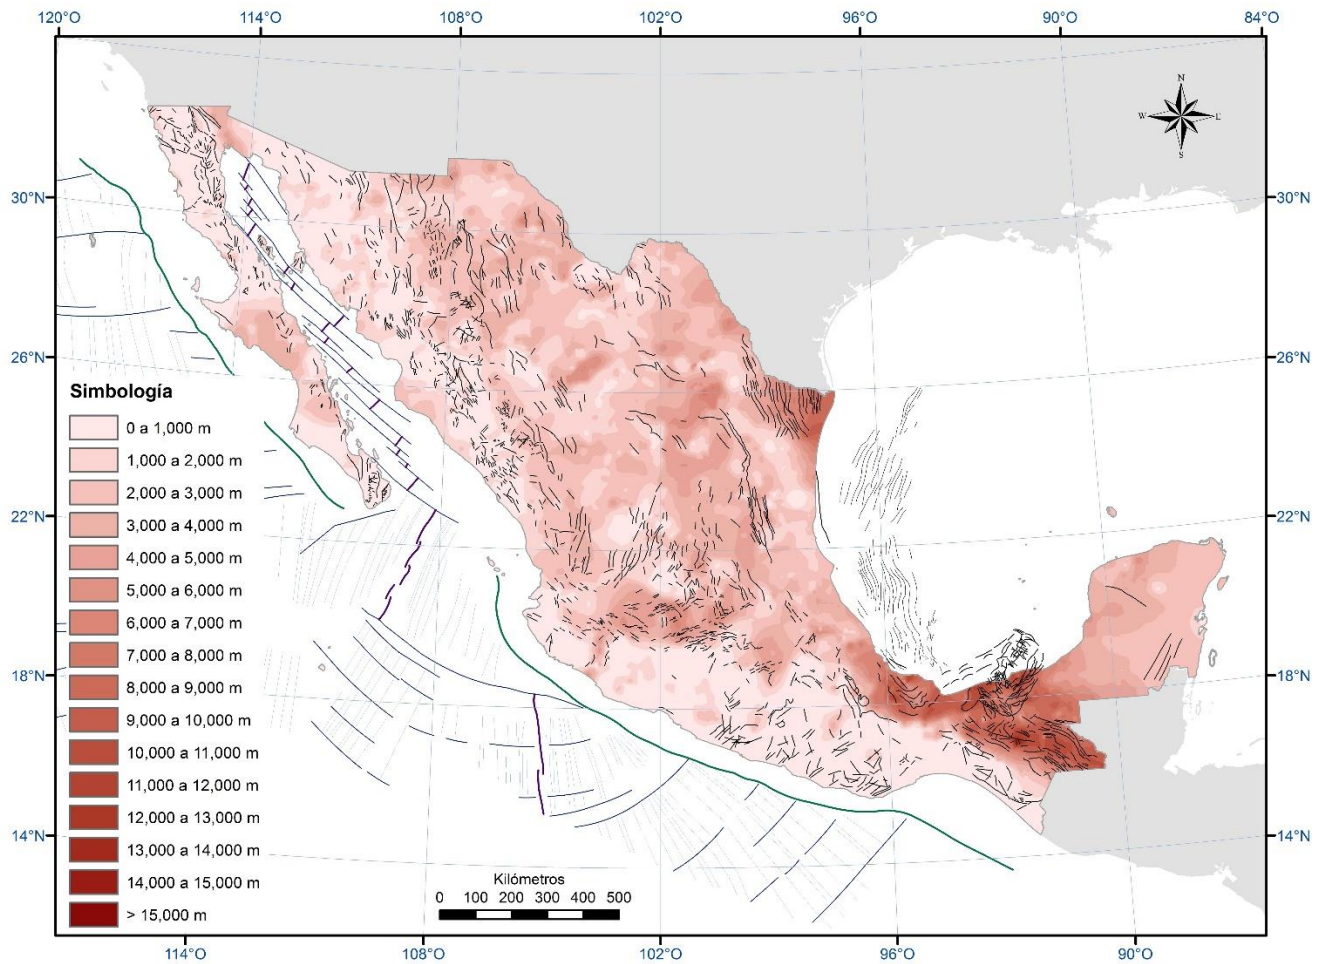 120°O 114°O 108°O 102°O 96°O 90°O 84°O
N
W L'
S
30°N 30°N
26°N 26°N
Simbología
0 a 1,000 m
1,000 a 2,000 m
2,000 a 3,000 m
22°N 22°N
3,000 a 4,000 m
4,000 a 5,000 m
5,000 a 6,000 m
6,000 a 7,000 m
7,000 a 8,000 m
18°N
8,000 a 9,000 m
9,000 a 10,000 m
10,000 a 11,000 m
11,000 a 12,000 m
12,000 a 13,000 m
14°N 14°N
13,000 a 14,000 m
14,000 a 15,000 m
> 15,000 m
18°N
Kilómetros
0 100 200 300 400 500
114°O 108°O 102°O 96°O 90°O